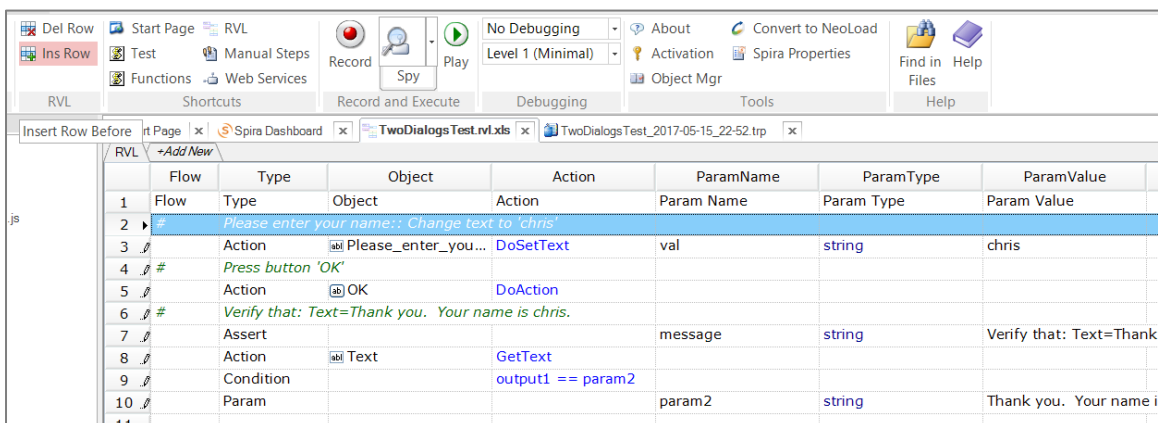 Del Row Start Page RVL No Debugging About Convert to NeoLoad
Ins Row Test Manual Steps Record Spy Play Level 1 (Minimal) Activation Spira Properties Find in Files Help
Functions Web Services Object Mgr
RVL Shortcuts Record and Execute Debugging Tools Help
Insert Row Before rt Page x Spira Dashboard x TwoDialogsTest.rvl.xls x TwoDialogsTest_2017-05-15_22-52.trp x
RVL +Add New
Flow Type Object Action ParamName ParamType ParamValue
1 Flow Type Object Action Param Name Param Type Param Value
.js
2 # Please enter your name:: Change text to 'chris'
3 Action ab Please_enter_you... DoSetText val string chris
4 # Press button 'OK'
5 Action ab OK DoAction
6 # Verify that: Text=Thank you. Your name is chris.
7 Assert message string Verify that: Text=Thank
8 Action ab Text GetText
9 Condition output1 == param2
10 Param param2 string Thank you. Your name i